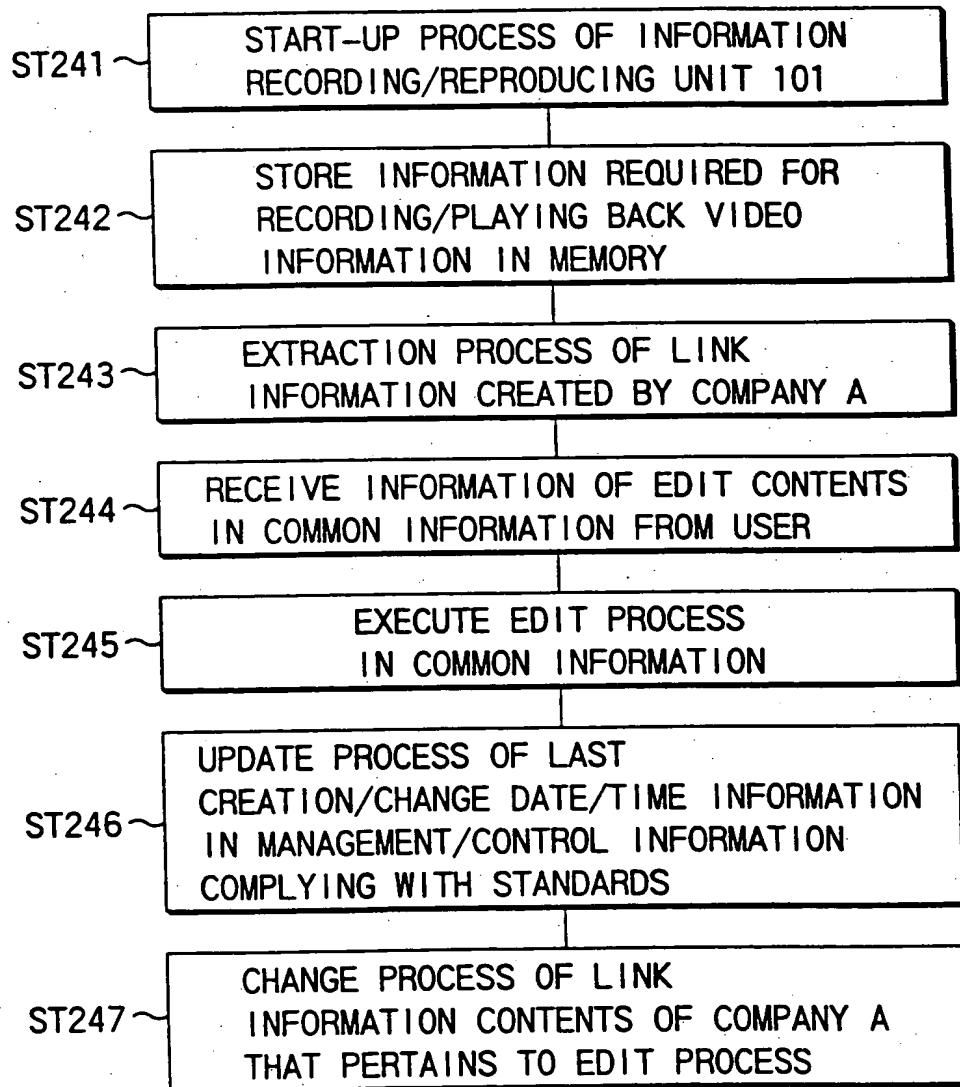 ST241
START-UP PROCESS OF INFORMATION
RECORDING/REPRODUCING UNIT 101
ST242
STORE INFORMATION REQUIRED FOR
RECORDING/PLAYING BACK VIDEO
INFORMATION IN MEMORY
ST243
EXTRACTION PROCESS OF LINK
INFORMATION CREATED BY COMPANY A
ST244
RECEIVE INFORMATION OF EDIT CONTENTS
IN COMMON INFORMATION FROM USER
ST245
EXECUTE EDIT PROCESS
IN COMMON INFORMATION
ST246
UPDATE PROCESS OF LAST
CREATION/CHANGE DATE/TIME INFORMATION
IN MANAGEMENT/CONTROL INFORMATION
COMPLYING WITH STANDARDS
ST247
CHANGE PROCESS OF LINK
INFORMATION CONTENTS OF COMPANY A
THAT PERTAINS TO EDIT PROCESS